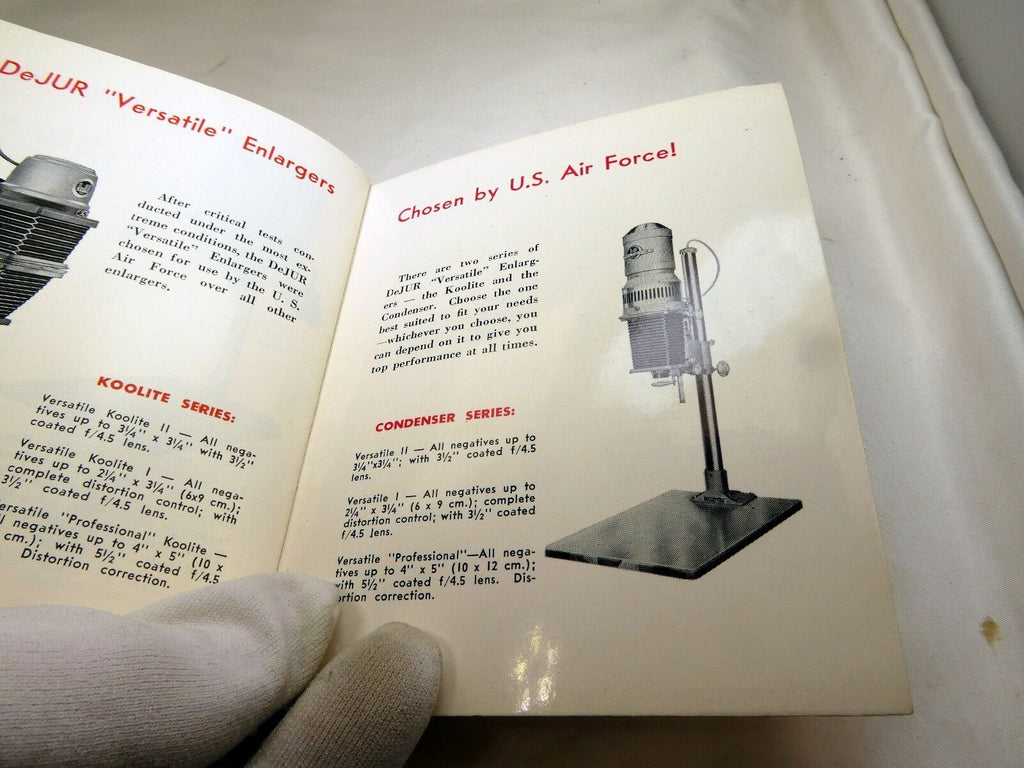 DeJUR "Versatile" Enlargers
After critical tests con-
ducted under the most ex-
treme conditions, the DeJUR
"Versatile" Enlargers were
chosen for use by the U. S.
Air Force over all other
enlargers.
KOOLITE SERIES:
Versatile Koolite II — All nega-
tives up to 3¼" x 3¼" with 3½"
coated f/4.5 lens.
Versatile Koolite I — All nega-
tives up to 2¼" x 3¼" (6x9 cm.);
complete distortion control; with
3½" coated f/4.5 lens.
ersatile "Professional" Koolite —
l negatives up to 4" x 5" (10 x
cm.); with 5½" coated f/4.5
Distortion correction.
Chosen by U.S. Air Force!
There are two series of
DeJUR "Versatile" Enlarg-
ers — the Koolite and the
Condenser. Choose the one
best suited to fit your needs
—whichever you choose, you
can depend on it to give you
top performance at all times.
CONDENSER SERIES:
Versatile II — All negatives up to
3¼"x3¼"; with 3½" coated f/4.5
lens.
Versatile I — All negatives up to
2¼" x 3¼" (6 x 9 cm.); complete
distortion control; with 3½" coated
f/4.5 lens.
Versatile "Professional"—All nega-
tives up to 4" x 5" (10 x 12 cm.);
with 5½" coated f/4.5 lens. Dis-
ortion correction.